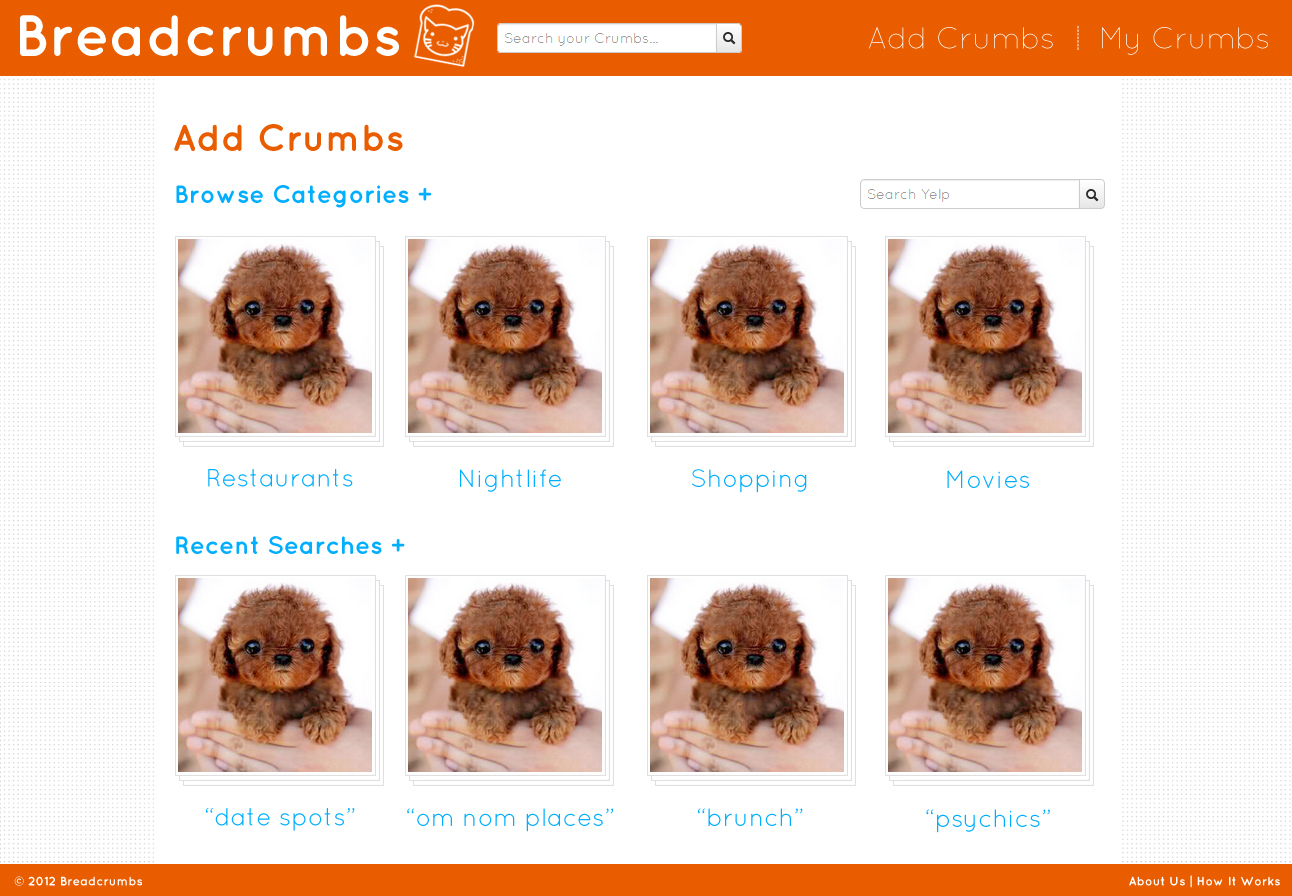 Breadcrumbs
Search your Crumbs...
Add Crumbs
My Crumbs
Add Crumbs
Browse Categories +
Search Yelp
Restaurants
Nightlife
Shopping
Movies
Recent Searches +
“date spots”
“om nom places”
“brunch”
“psychics”
© 2012 Breadcrumbs
About Us | How It Works